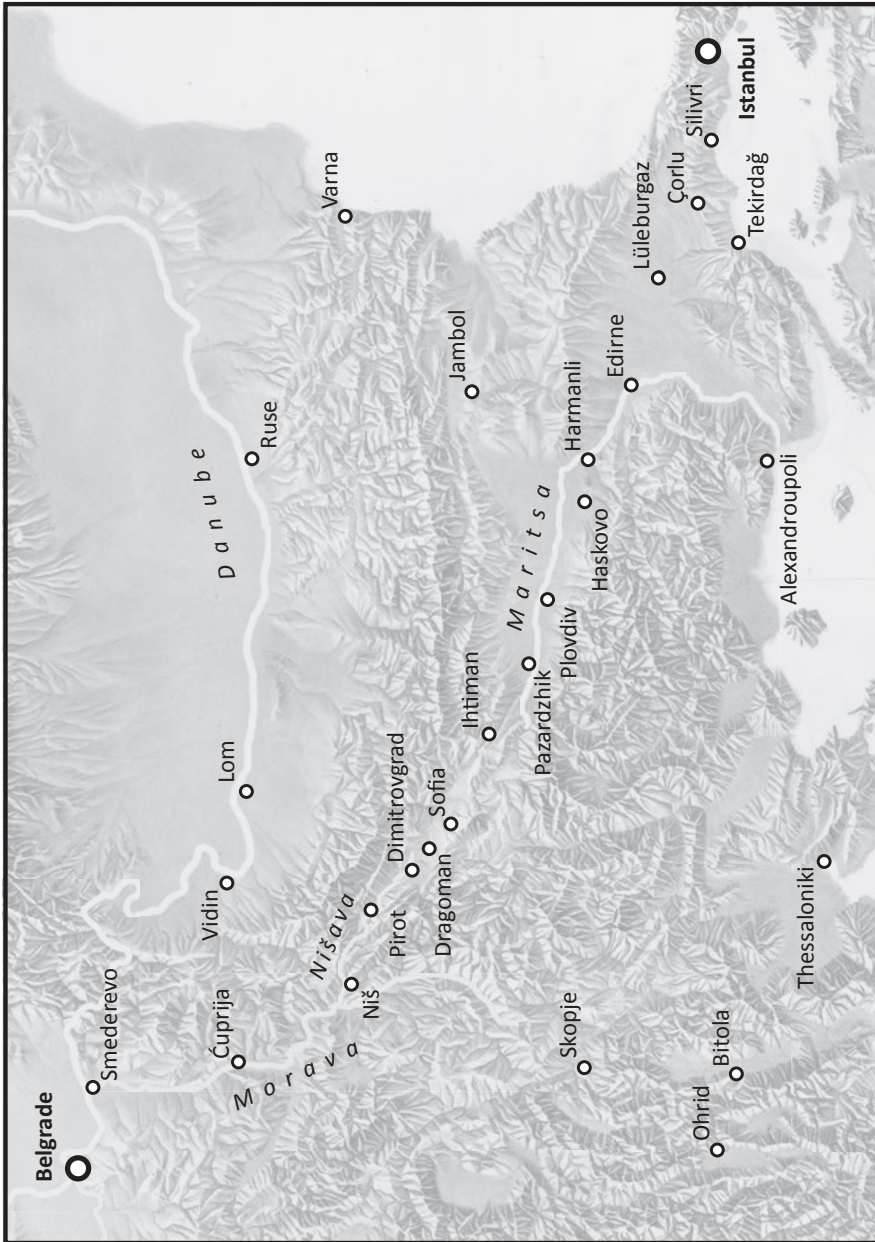 Belgrade
Smederevo
Ćuprija
Morava
Niš
Nišava
Pirot
Dimitrovgrad
Dragoman
Sofia
Vidin
Lom
Danube
Ruse
Varna
Ihtiman
Pazardzhik
Plovdiv
Maritsa
Haskovo
Harmanli
Jambol
Edirne
Lüleburgaz
Çorlu
Silivri
Tekirdağ
Istanbul
Alexandroupoli
Thessaloniki
Skopje
Bitola
Ohrid